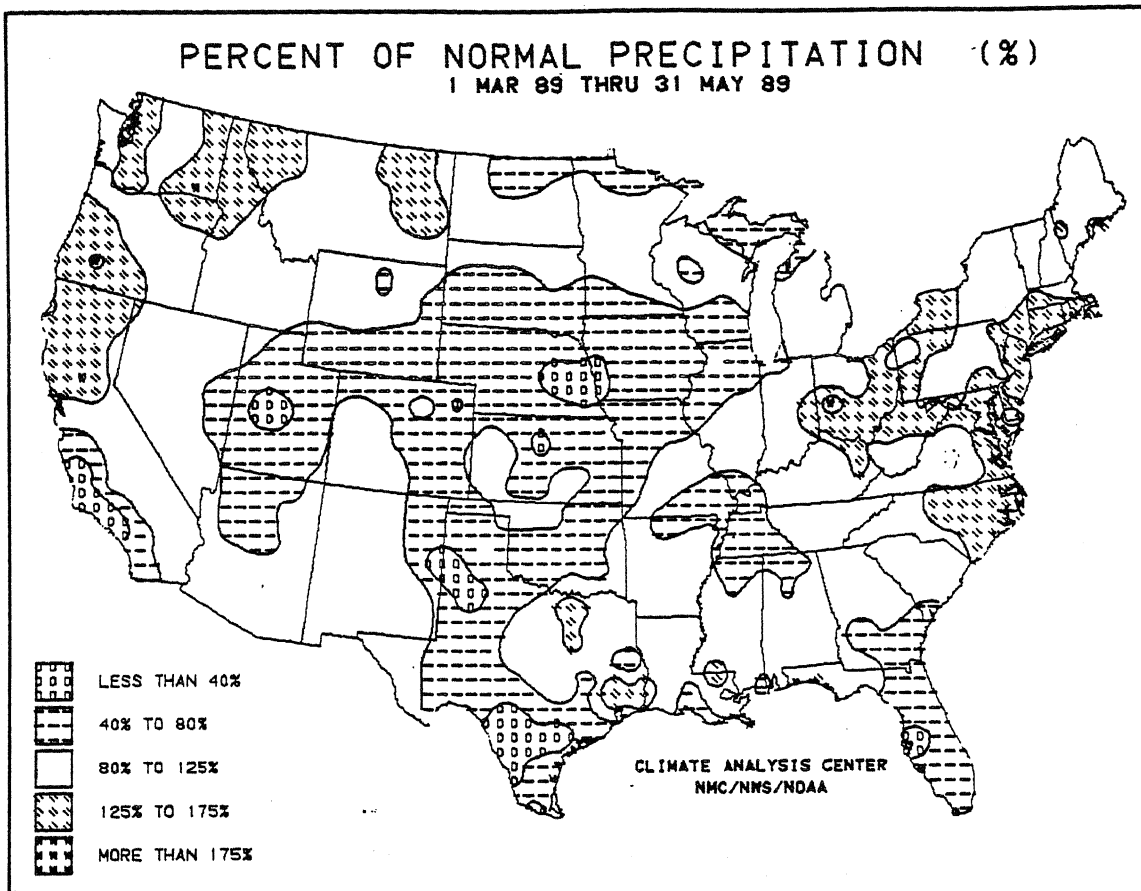 PERCENT OF NORMAL PRECIPITATION (%)
1 MAR 89 THRU 31 MAY 89
LESS THAN 40%
40% TO 80%
80% TO 125%
125% TO 175%
MORE THAN 175%
CLIMATE ANALYSIS CENTER
NMC/NWS/NOAA